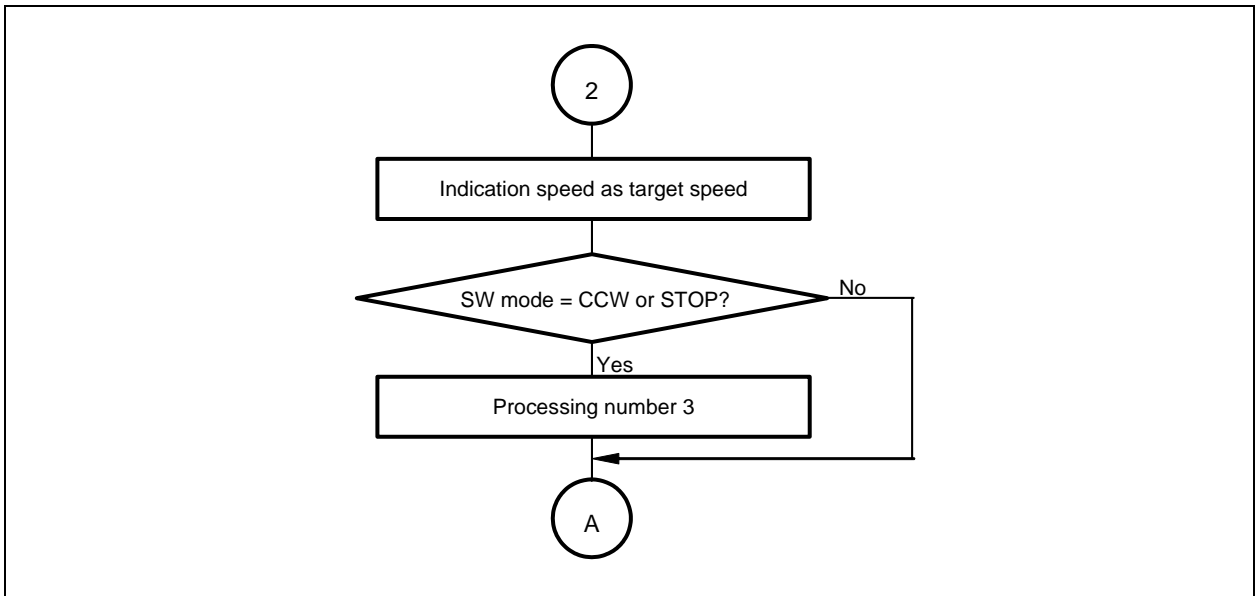 2
Indication speed as target speed
SW mode = CCW or STOP?
No
Yes
Processing number 3
A